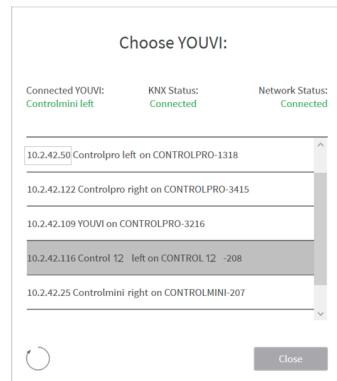 Choose YOUVI:
Connected YOUVI: KNX Status: Network Status:
Controlmini left Connected Connected
10.2.42.50 Controlpro left on CONTROLPRO-1318
10.2.42.122 Controlpro right on CONTROLPRO-3415
10.2.42.109 YOUVI on CONTROLPRO-3216
10.2.42.116 Control 12 left on CONTROL 12 -208
10.2.42.25 Controlmini right on CONTROLMINI-207
Close